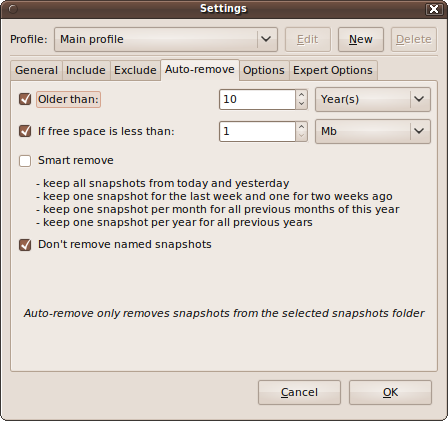 Settings
Profile: Main profile Edit New Delete
General Include Exclude Auto-remove Options Expert Options
Older than: 10 Year(s)
If free space is less than: 1 Mb
Smart remove
- keep all snapshots from today and yesterday
- keep one snapshot for the last week and one for two weeks ago
- keep one snapshot per month for all previous months of this year
- keep one snapshot per year for all previous years
Don't remove named snapshots
Auto-remove only removes snapshots from the selected snapshots folder
Cancel OK